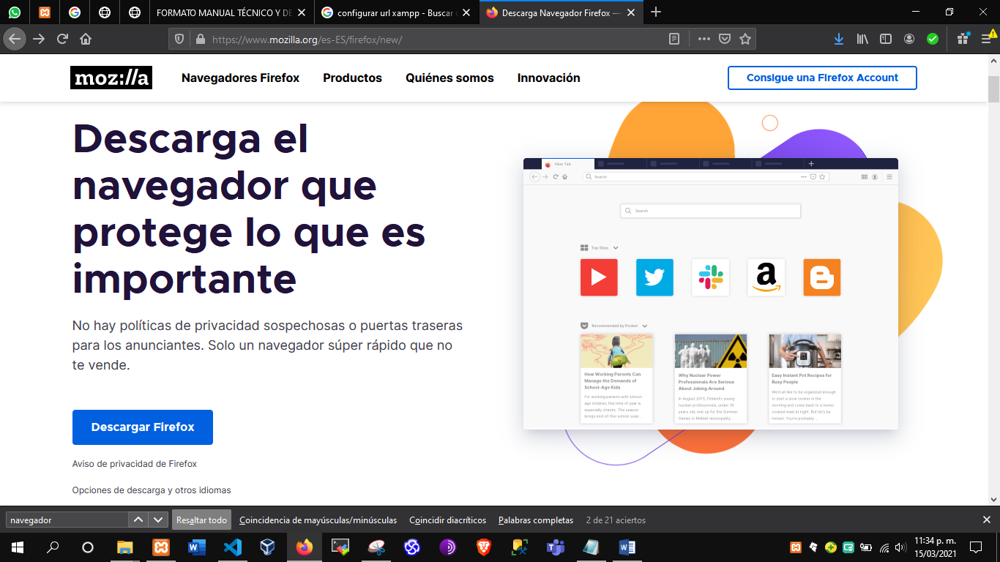 FORMATO MANUAL TÉCNICO Y DE
configurar url xampp - Buscar c
Descarga Navegador Firefox —
https://www.mozilla.org/es-ES/firefox/new/
moz://a
Navegadores Firefox
Productos
Quiénes somos
Innovación
Consigue una Firefox Account
Descarga el
navegador que
protege lo que es
importante
No hay políticas de privacidad sospechosas o puertas traseras
para los anunciantes. Solo un navegador súper rápido que no
te vende.
Descargar Firefox
Aviso de privacidad de Firefox
Opciones de descarga y otros idiomas
New Tab
Search
Search
Top Sites
a
Recommended by Pocket
How Working Parents Can
Manage the Demands of
School-Age Kids
For working parents with school-
age children, this time of year is
especially chaotic. The season
brings end-of-the-school-year...
Why Nuclear Power
Professionals Are Serious
About Joking Around
In August 2013, Finland's young
nuclear professionals, under 35
years old, met up for the Summer
Games in Mikkeli municipality...
Easy Instant Pot Recipes for
Busy People
We'd all like to be organized enough
to start a slow cooker in the
morning and come back to a home-
cooked meal at night. But let's be
honest: You're probably ...
navegador
Resaltar todo
Coincidencia de mayúsculas/minúsculas
Coincidir diacríticos
Palabras completas
2 de 21 aciertos
11:34 p. m.
15/03/2021